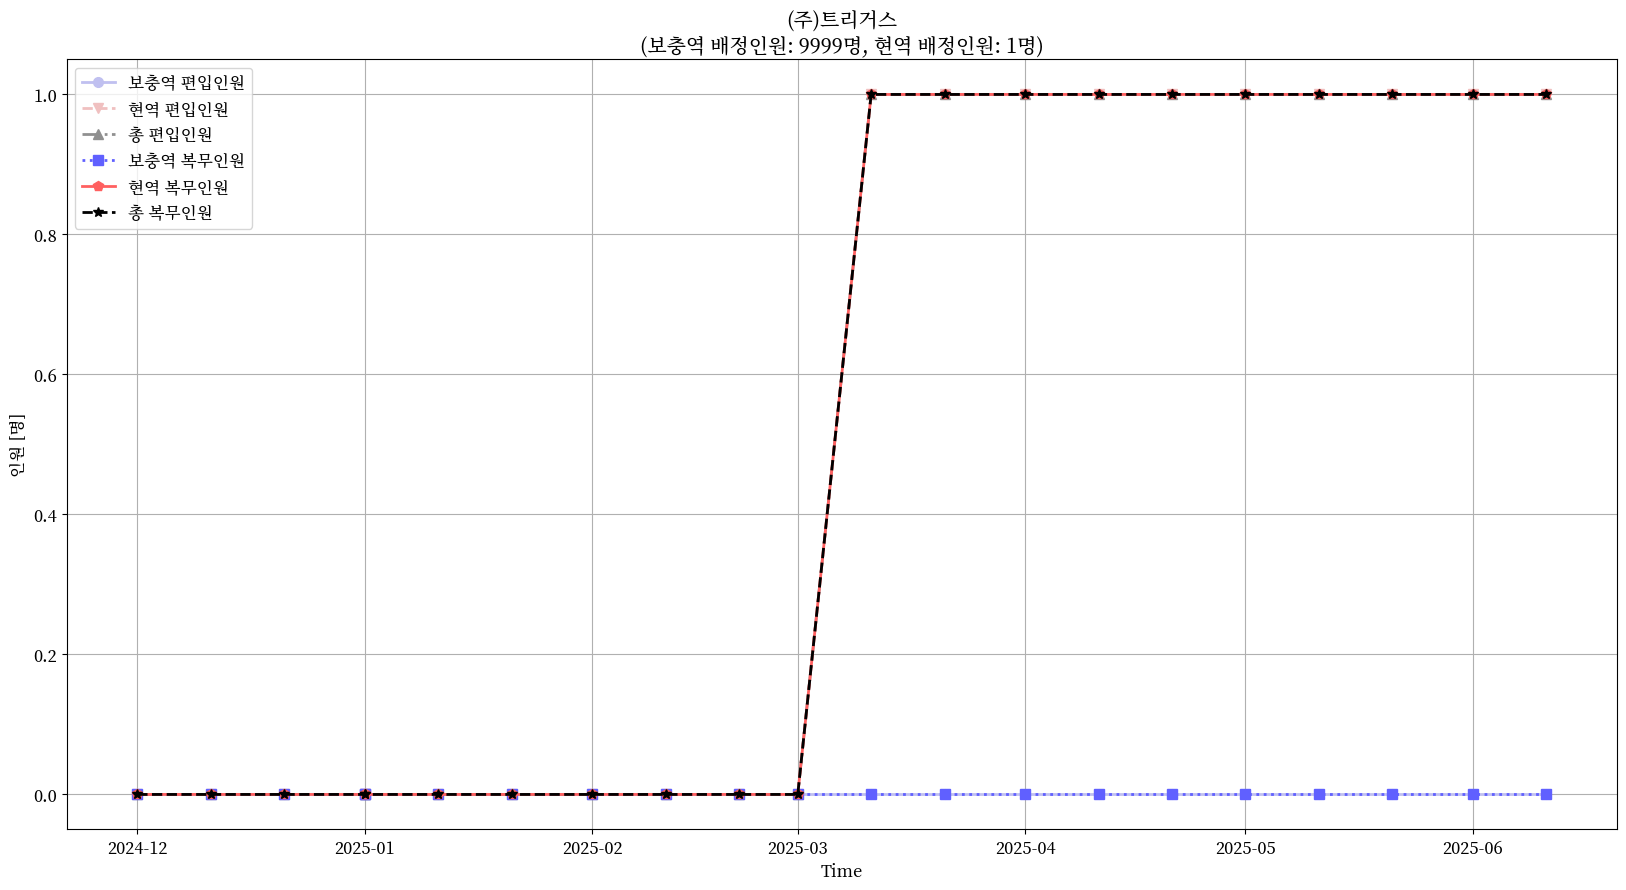 (주)트리거스
(보충역 배정인원: 9999명, 현역 배정인원: 1명)
보충역 편입인원
현역 편입인원
총 편입인원
보충역 복무인원
현역 복무인원
총 복무인원
인원 [명]
1.0
0.8
0.6
0.4
0.2
0.0
2024-12
2025-01
2025-02
2025-03
2025-04
2025-05
2025-06
Time